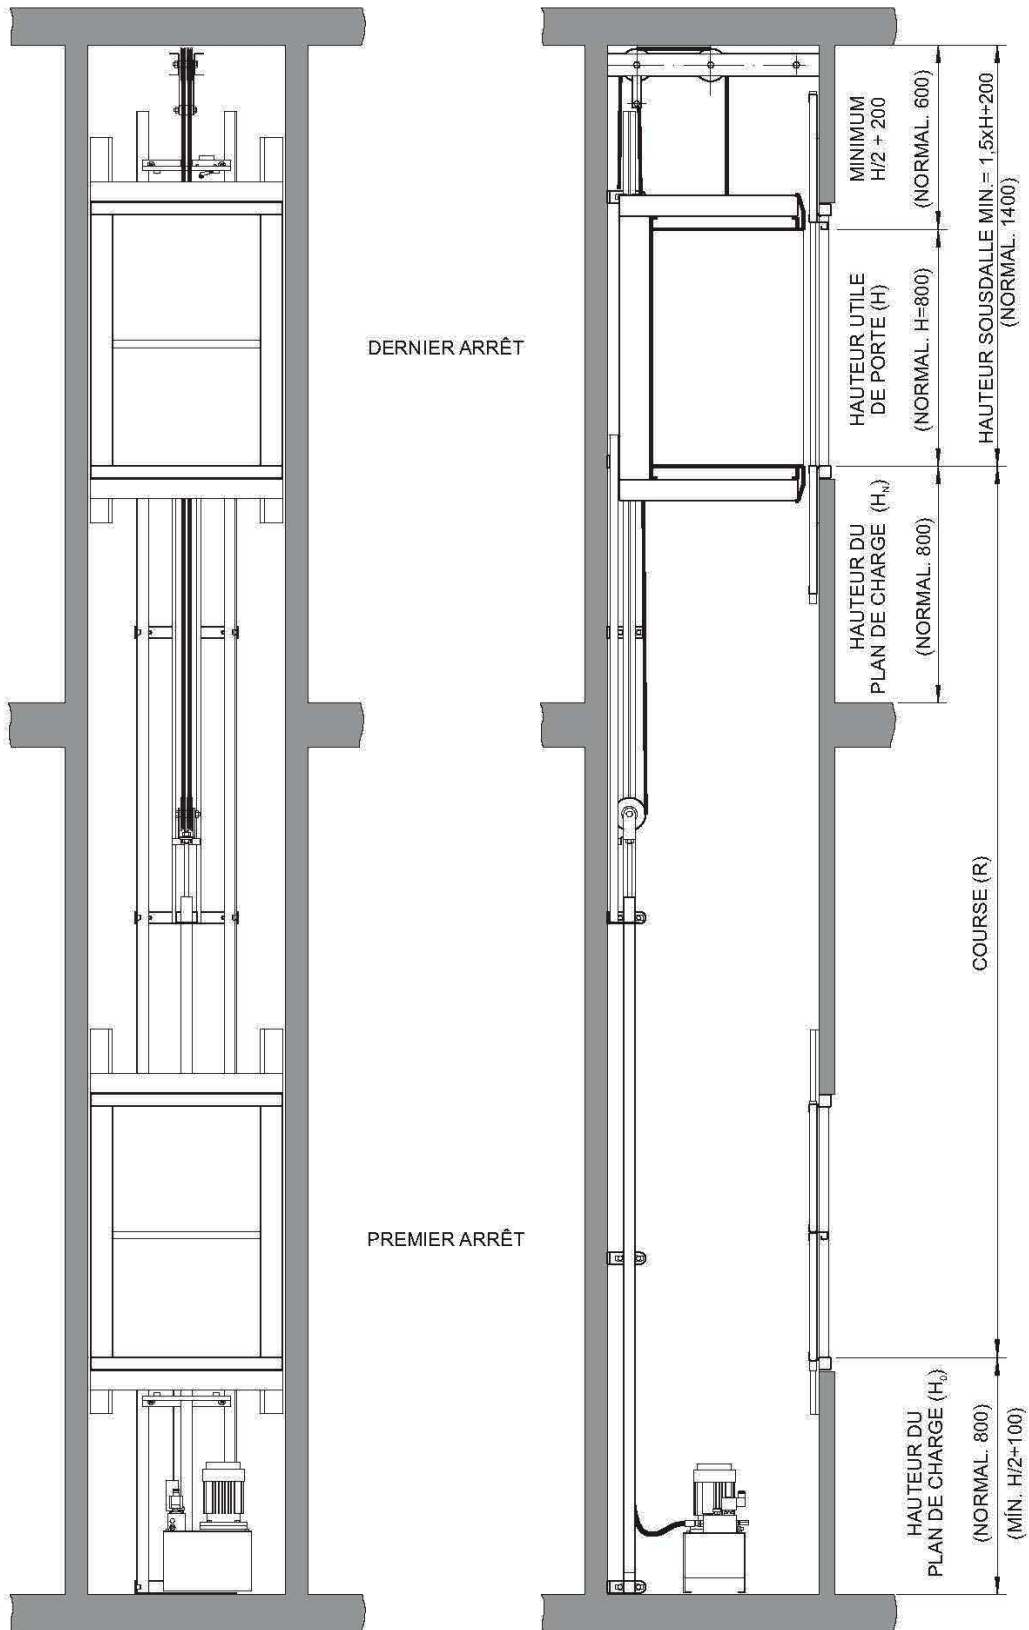 MINIMUM
H/2 + 200
(NORMAL. 600)
HAUTEUR SOUSDALLE MIN.= 1,5xH+200
(NORMAL. 1400)
DERNIER ARRÊT
HAUTEUR UTILE
DE PORTE (H)
(NORMAL. H=800)
HAUTEUR DU
PLAN DE CHARGE (HN)
(NORMAL. 800)
COURSE (R)
PREMIER ARRÊT
HAUTEUR DU
PLAN DE CHARGE (H0)
(NORMAL. 800)
(MÍN. H/2+100)